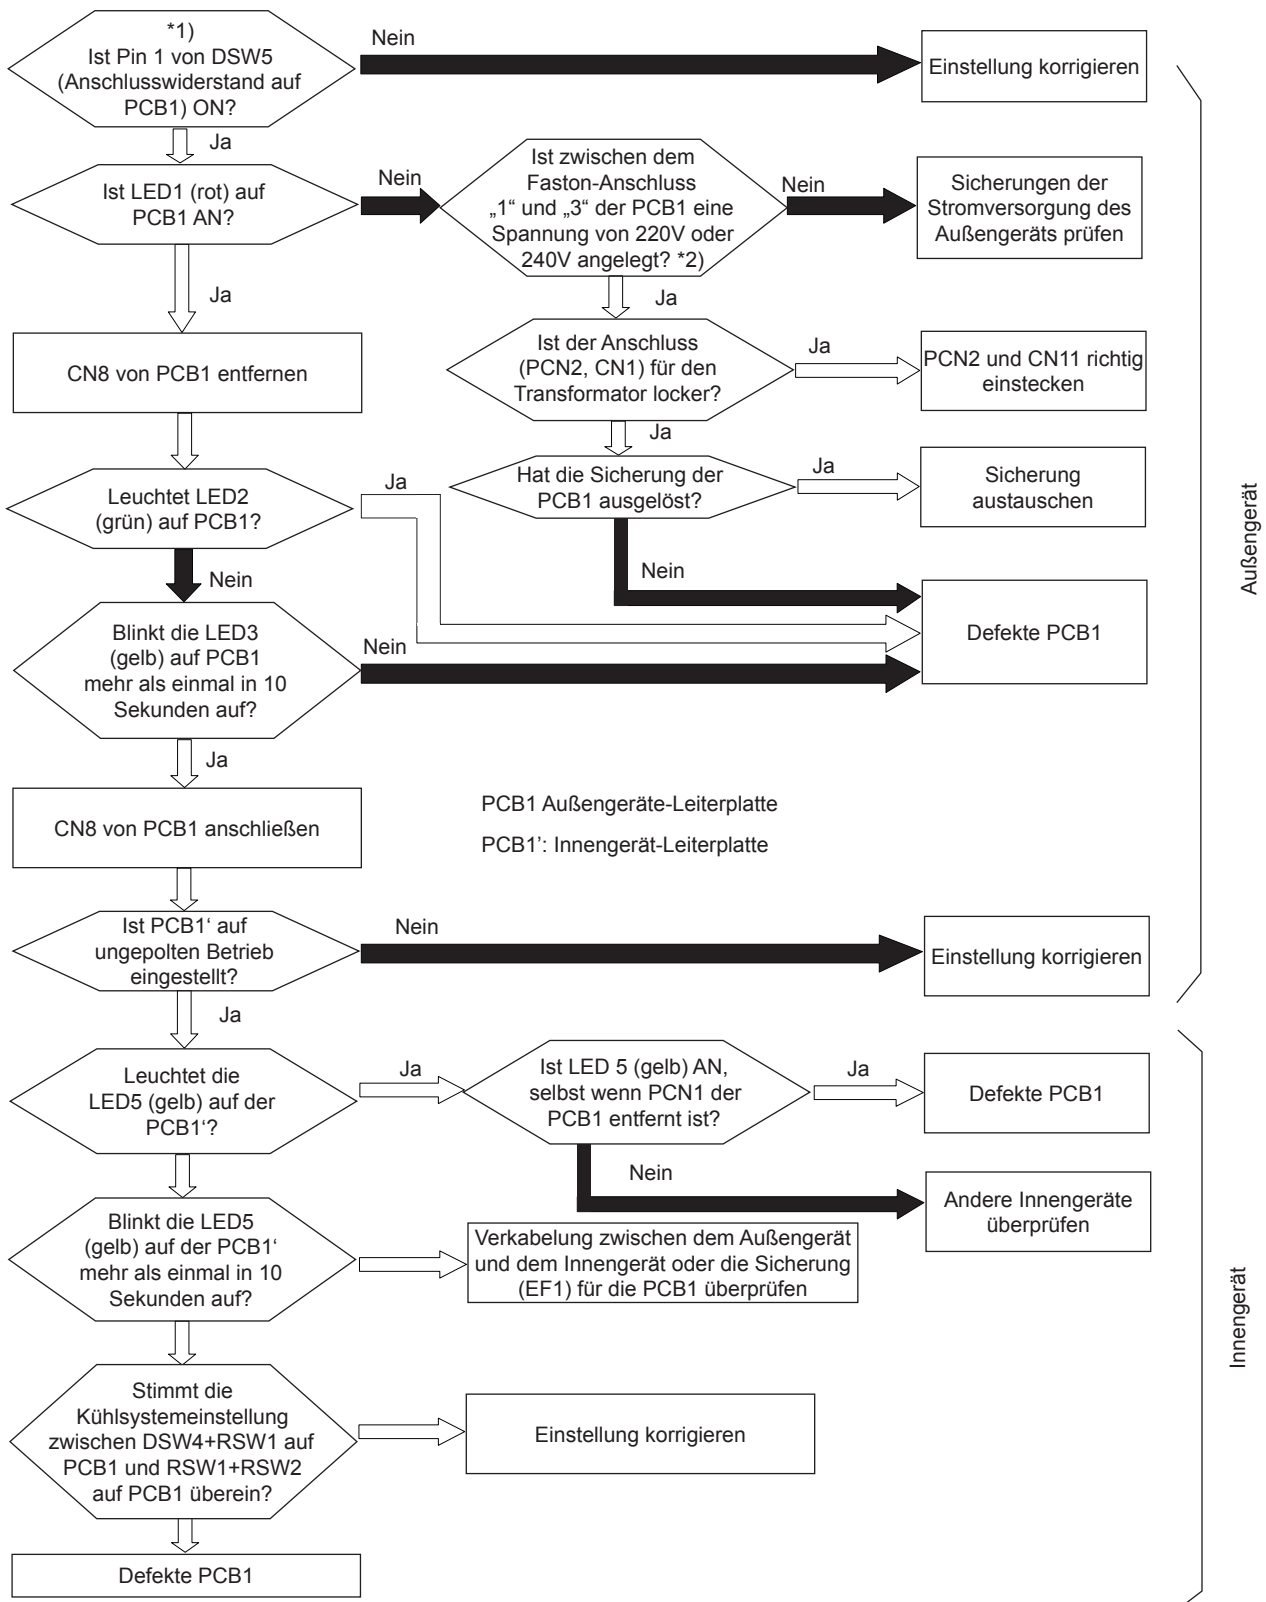 *1)
Ist Pin 1 von DSW5
(Anschlusswiderstand auf
PCB1) ON?
Nein
Einstellung korrigieren
Ja
Ist LED1 (rot) auf
PCB1 AN?
Nein
Ist zwischen dem
Faston-Anschluss
„1“ und „3“ der PCB1 eine
Spannung von 220V oder
240V angelegt? *2)
Nein
Sicherungen der
Stromversorgung des
Außengeräts prüfen
Ja
Ja
CN8 von PCB1 entfernen
Ist der Anschluss
(PCN2, CN1) für den
Transformator locker?
Ja
PCN2 und CN11 richtig
einstecken
Ja
Leuchtet LED2
(grün) auf PCB1?
Ja
Hat die Sicherung der
PCB1 ausgelöst?
Ja
Sicherung
austauschen
Nein
Nein
Blinkt die LED3
(gelb) auf PCB1
mehr als einmal in 10
Sekunden auf?
Nein
Defekte PCB1
Ja
CN8 von PCB1 anschließen
PCB1 Außengeräte-Leiterplatte
PCB1’: Innengerät-Leiterplatte
Ist PCB1‘ auf
ungepolten Betrieb
eingestellt?
Nein
Einstellung korrigieren
Außengerät
Ja
Leuchtet die
LED5 (gelb) auf der
PCB1‘?
Ja
Ist LED 5 (gelb) AN,
selbst wenn PCN1 der
PCB1 entfernt ist?
Ja
Defekte PCB1
Nein
Andere Innengeräte
überprüfen
Blinkt die LED5
(gelb) auf der PCB1‘
mehr als einmal in 10
Sekunden auf?
Verkabelung zwischen dem Außengerät
und dem Innengerät oder die Sicherung
(EF1) für die PCB1 überprüfen
Stimmt die
Kühlsystemeinstellung
zwischen DSW4+RSW1 auf
PCB1 und RSW1+RSW2
auf PCB1 überein?
Einstellung korrigieren
Defekte PCB1
Innengerät